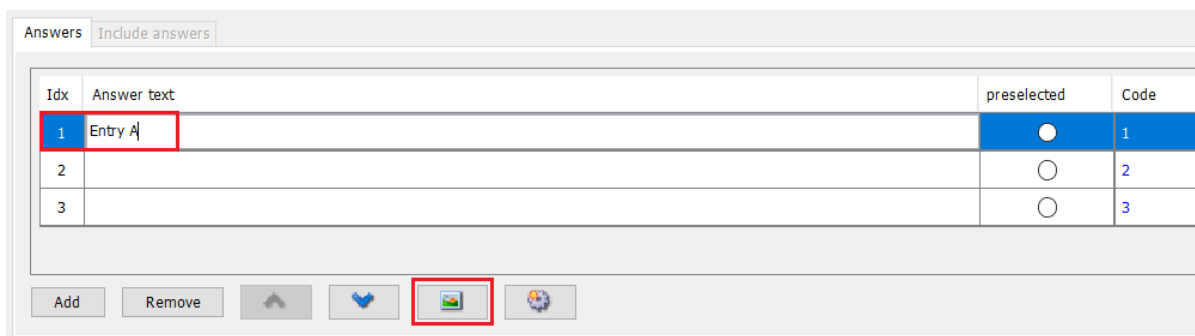 Answers Include answers
Idx Answer text preselected Code
1 Entry A 1
2 2
3 3
Add Remove